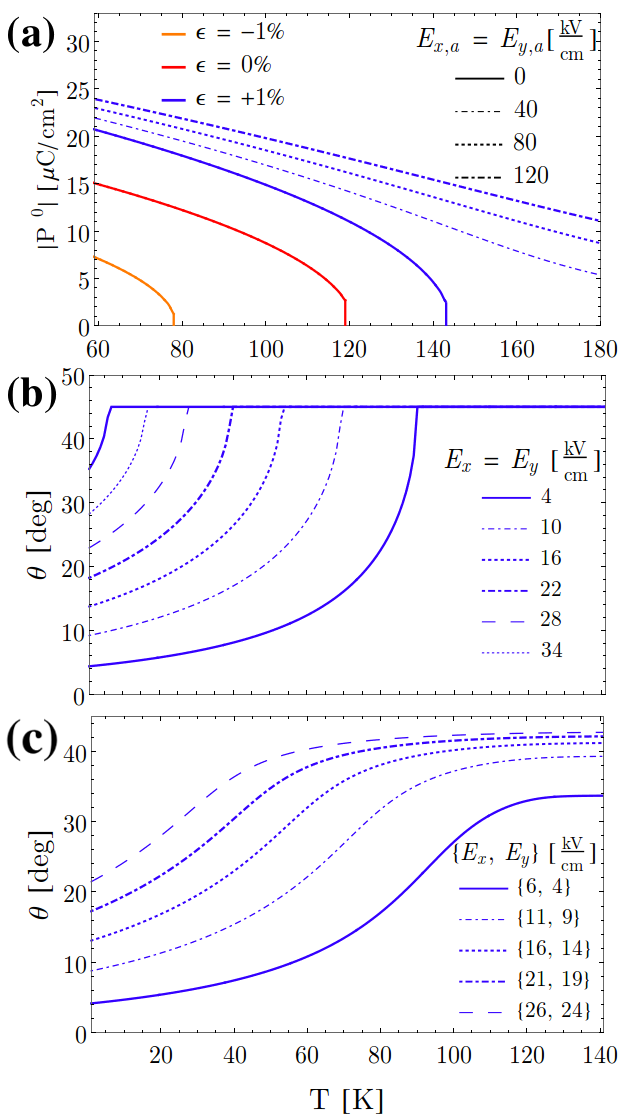 (a)
ϵ = −1%
ϵ = 0%
ϵ = +1%
E_{x,a} = E_{y,a} [kV/cm]
0
40
80
120
|P⁰| [μC/cm²]
30
25
20
15
10
5
0
60 80 100 120 140 160 180
(b)
50
40
30
20
10
0
θ [deg]
E_x = E_y [kV/cm]
4
10
16
22
28
34
(c)
40
30
20
10
0
θ [deg]
{E_x, E_y} [kV/cm]
{6, 4}
{11, 9}
{16, 14}
{21, 19}
{26, 24}
20 40 60 80 100 120 140
T [K]